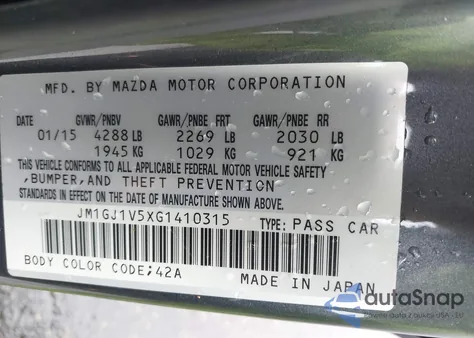 MFD. BY MAZDA MOTOR CORPORATION
DATE GVWR/PNBV GAWR/PNBE FRT GAWR/PNBE RR
01/15 4288 LB 2269 LB 2030 LB
1945 KG 1029 KG 921 KG
THIS VEHICLE CONFORMS TO ALL APPLICABLE FEDERAL MOTOR VEHICLE SAFETY
,BUMPER,AND THEFT PREVENTION
STANDARDS IN EFFECT ON THE DATE OF MANUFACTURE SHOWN ABOVE.
JM1GJ1V5XG1410315 TYPE: PASS CAR
BODY COLOR CODE;42A MADE IN JAPAN
autoSnap